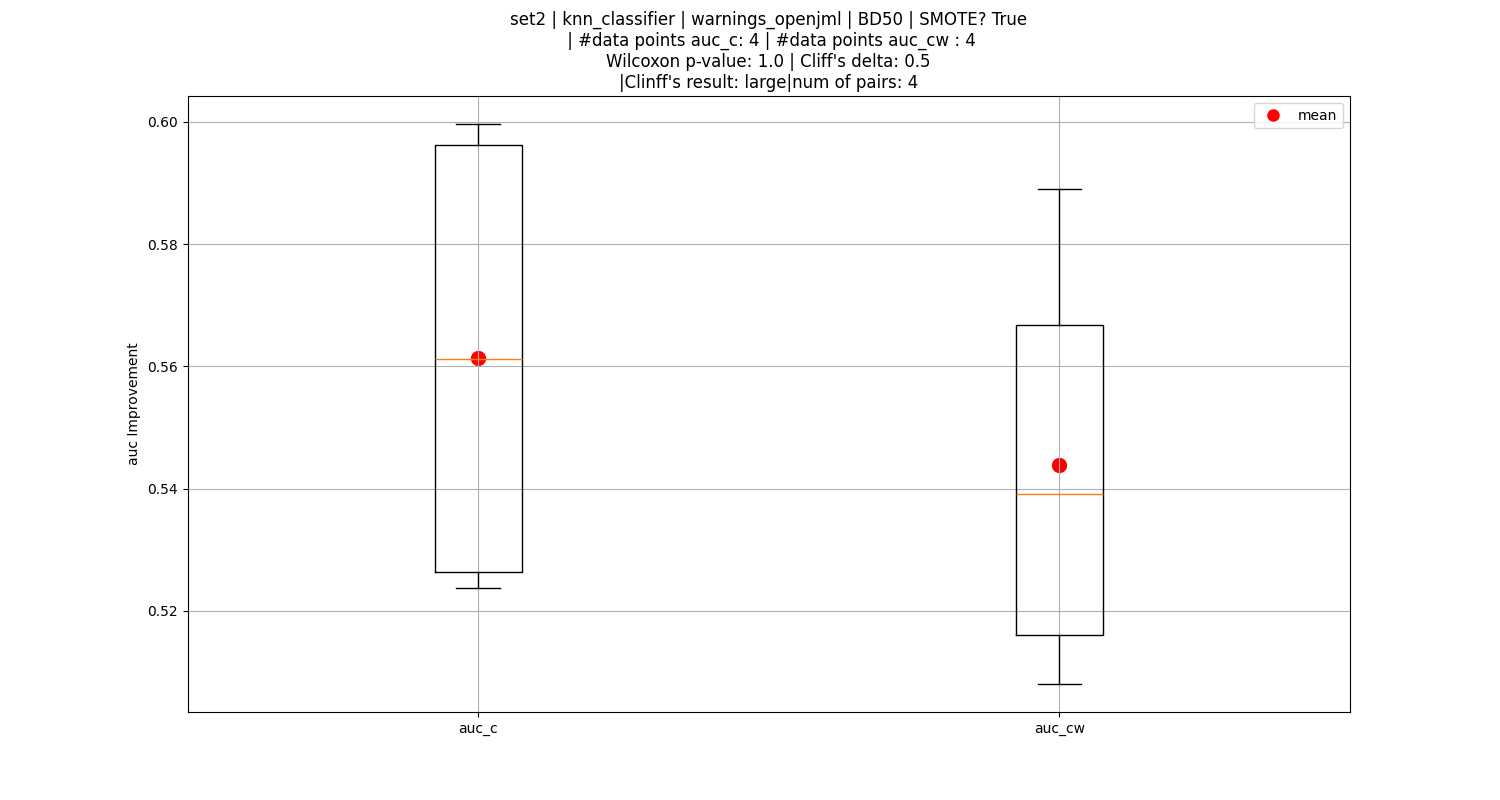 set2 | knn_classifier | warnings_openjml | BD50 | SMOTE? True
| #data points auc_c: 4 | #data points auc_cw : 4
Wilcoxon p-value: 1.0 | Cliff's delta: 0.5
|Clinff's result: large|num of pairs: 4
mean
0.60
0.58
0.56
0.54
0.52
auc Improvement
auc_c
auc_cw